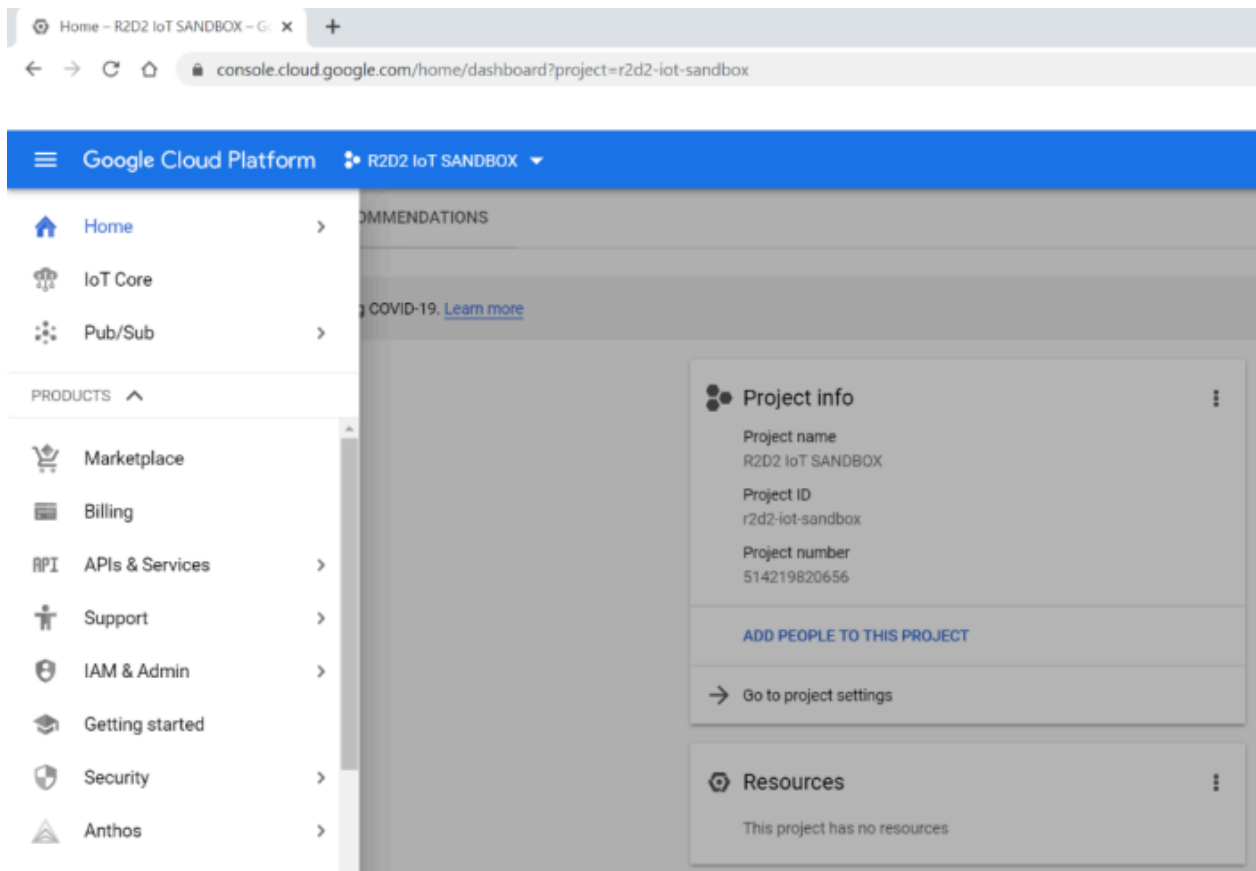 Home – R2D2 IoT SANDBOX – G
console.cloud.google.com/home/dashboard?project=r2d2-iot-sandbox
Google Cloud Platform R2D2 IoT SANDBOX
Home
OMMENDATIONS
IoT Core
COVID-19. Learn more
Pub/Sub
PRODUCTS
Marketplace
Billing
API APIs & Services
Support
IAM & Admin
Getting started
Security
Anthos
Project info
Project name
R2D2 IoT SANDBOX
Project ID
r2d2-iot-sandbox
Project number
514219820656
ADD PEOPLE TO THIS PROJECT
Go to project settings
Resources
This project has no resources